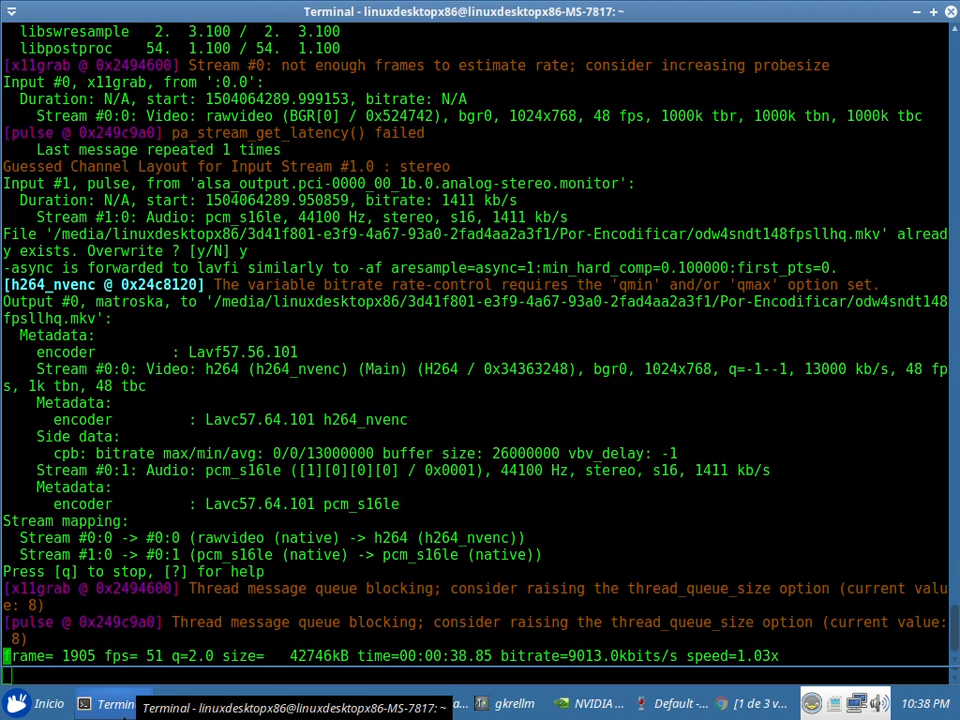 Terminal - linuxdesktopx86@linuxdesktopx86-MS-7817: ~
libswresample   2.  3.100 /  2.  3.100
libpostproc    54.  1.100 / 54.  1.100
[x11grab @ 0x2494600] Stream #0: not enough frames to estimate rate; consider increasing probesize
Input #0, x11grab, from ':0.0':
Duration: N/A, start: 1504064289.999153, bitrate: N/A
Stream #0:0: Video: rawvideo (BGR[0] / 0x524742), bgr0, 1024x768, 48 fps, 1000k tbr, 1000k tbn, 1000k tbc
[pulse @ 0x249c9a0] pa_stream_get_latency() failed
Last message repeated 1 times
Guessed Channel Layout for Input Stream #1.0 : stereo
Input #1, pulse, from 'alsa_output.pci-0000_00_1b.0.analog-stereo.monitor':
Duration: N/A, start: 1504064289.950859, bitrate: 1411 kb/s
Stream #1:0: Audio: pcm_s16le, 44100 Hz, stereo, s16, 1411 kb/s
File '/media/linuxdesktopx86/3d41f801-e3f9-4a67-93a0-2fad4aa2a3f1/Por-Encodificar/odw4sndt148fpsllhq.mkv' alread
y exists. Overwrite ? [y/N] y
-async is forwarded to lavfi similarly to -af aresample=async=1:min_hard_comp=0.100000:first_pts=0.
[h264_nvenc @ 0x24c8120] The variable bitrate rate-control requires the 'qmin' and/or 'qmax' option set.
Output #0, matroska, to '/media/linuxdesktopx86/3d41f801-e3f9-4a67-93a0-2fad4aa2a3f1/Por-Encodificar/odw4sndt148
fpsllhq.mkv':
Metadata:
encoder         : Lavf57.56.101
Stream #0:0: Video: h264 (h264_nvenc) (Main) (H264 / 0x34363248), bgr0, 1024x768, q=-1--1, 13000 kb/s, 48 fp
s, 1k tbn, 48 tbc
Metadata:
encoder         : Lavc57.64.101 h264_nvenc
Side data:
cpb: bitrate max/min/avg: 0/0/13000000 buffer size: 26000000 vbv_delay: -1
Stream #0:1: Audio: pcm_s16le ([1][0][0][0] / 0x0001), 44100 Hz, stereo, s16, 1411 kb/s
Metadata:
encoder         : Lavc57.64.101 pcm_s16le
Stream mapping:
Stream #0:0 -> #0:0 (rawvideo (native) -> h264 (h264_nvenc))
Stream #1:0 -> #0:1 (pcm_s16le (native) -> pcm_s16le (native))
Press [q] to stop, [?] for help
[x11grab @ 0x2494600] Thread message queue blocking; consider raising the thread_queue_size option (current valu
e: 8)
[pulse @ 0x249c9a0] Thread message queue blocking; consider raising the thread_queue_size option (current value:
8)
frame= 1905 fps= 51 q=2.0 size=   42746kB time=00:00:38.85 bitrate=9013.0kbits/s speed=1.03x
Inicio Termin Terminal - linuxdesktopx86@linuxdesktopx86-MS-7817: ~ a... gkrellm NVIDIA ... Default -... [1 de 3 v... 10:38 PM